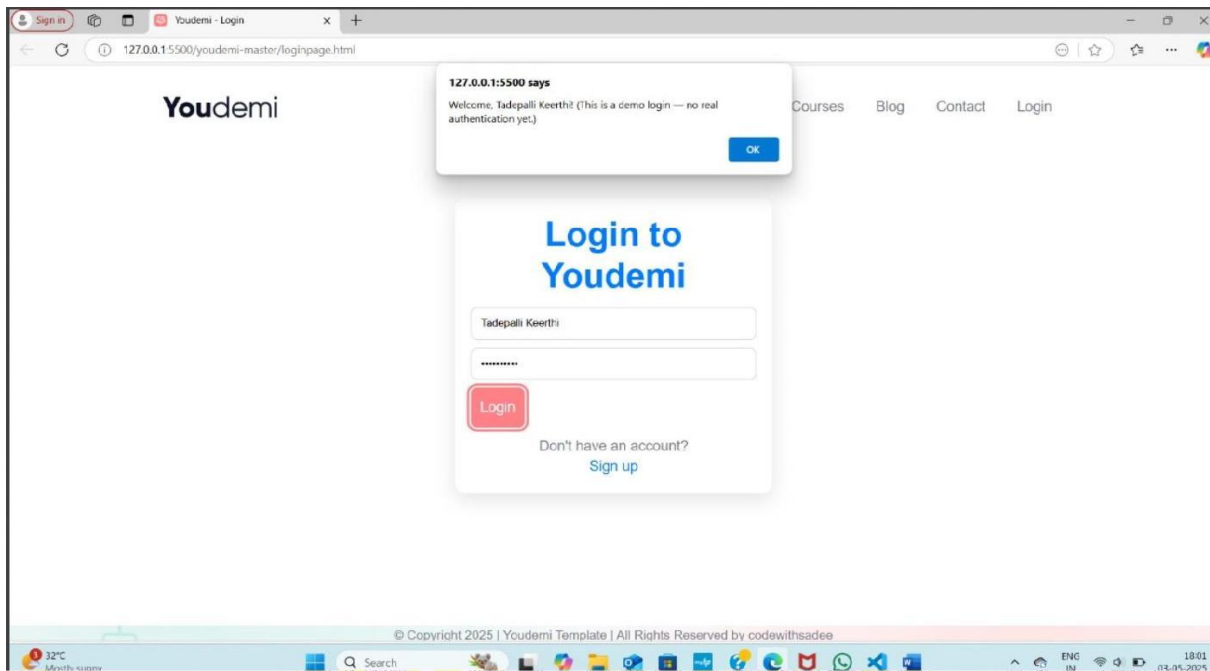 Sign in
Youdemi - Login
127.0.0.1:5500/youdemi-master/loginpage.html
127.0.0.1:5500 says
Welcome, Tadepalli Keerthi! (This is a demo login — no real
authentication yet.)
OK
Youdemi
Courses Blog Contact Login
Login to
Youdemi
Tadepalli Keerthi
Login
Don't have an account?
Sign up
© Copyright 2025 | Youdemi Template | All Rights Reserved by codewithsadee
32°C
Mostly sunny
Search
ENG
IN
18:01
03-05-2025